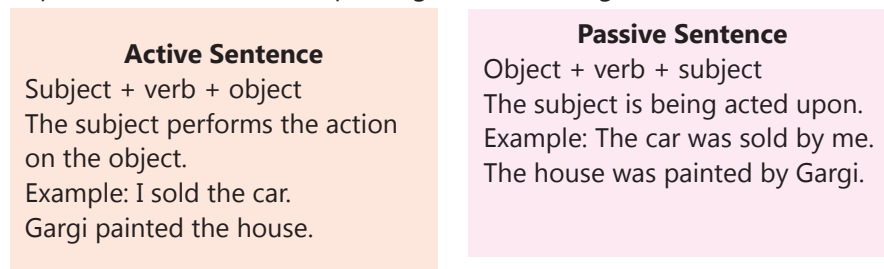 Active Sentence
Subject + verb + object
The subject performs the action
on the object.
Example: I sold the car.
Gargi painted the house.
Passive Sentence
Object + verb + subject
The subject is being acted upon.
Example: The car was sold by me.
The house was painted by Gargi.